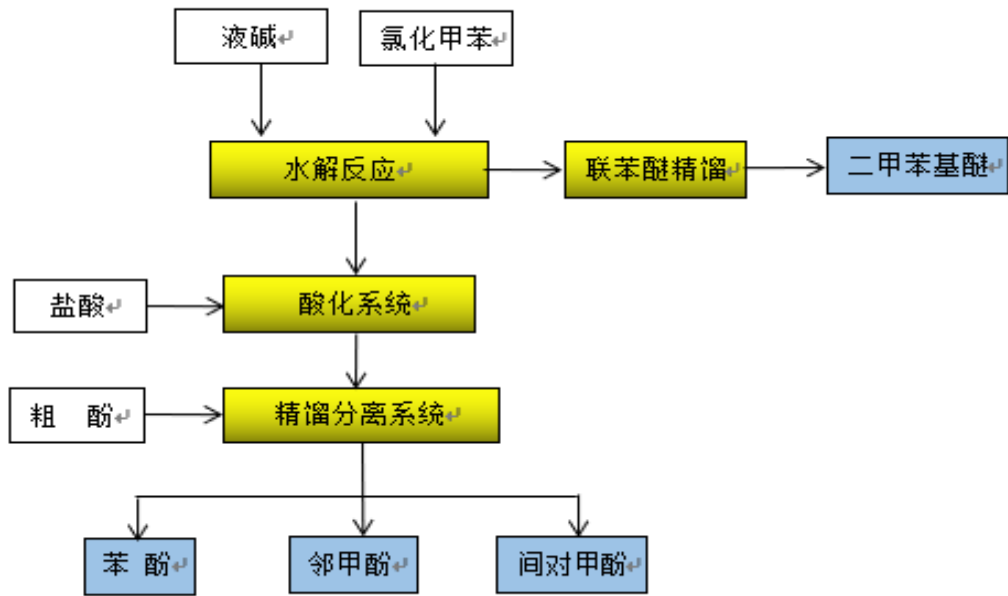 液碱
氯化甲苯
水解反应
联苯醚精馏
二甲苯基醚
盐酸
酸化系统
粗 酚
精馏分离系统
苯 酚
邻甲酚
间对甲酚